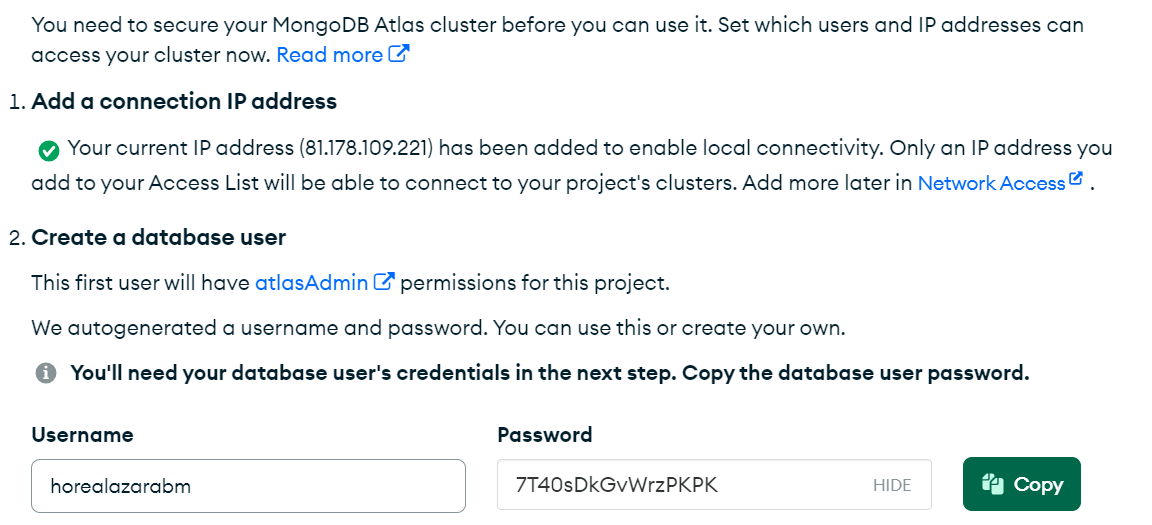 You need to secure your MongoDB Atlas cluster before you can use it. Set which users and IP addresses can
access your cluster now. Read more
1. Add a connection IP address
Your current IP address (81.178.109.221) has been added to enable local connectivity. Only an IP address you
add to your Access List will be able to connect to your project's clusters. Add more later in Network Access .
2. Create a database user
This first user will have atlasAdmin permissions for this project.
We autogenerated a username and password. You can use this or create your own.
You'll need your database user's credentials in the next step. Copy the database user password.
Username Password
horealazarabm 7T40sDkGvWrzPKPK HIDE Copy